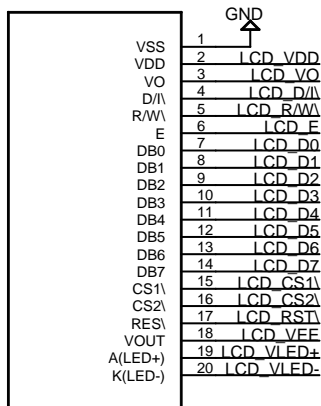 GND
VSS 1
VDD 2 LCD_VDD
VO 3 LCD_VO
D/I\ 4 LCD_D/I\
R/W\ 5 LCD_R/W\
E 6 LCD_E
DB0 7 LCD_D0
DB1 8 LCD_D1
DB2 9 LCD_D2
DB3 10 LCD_D3
DB4 11 LCD_D4
DB5 12 LCD_D5
DB6 13 LCD_D6
DB7 14 LCD_D7
CS1\ 15 LCD_CS1\
CS2\ 16 LCD_CS2\
RES\ 17 LCD_RST\
VOUT 18 LCD_VEE
A(LED+) 19 LCD_VLED+
K(LED-) 20 LCD_VLED-